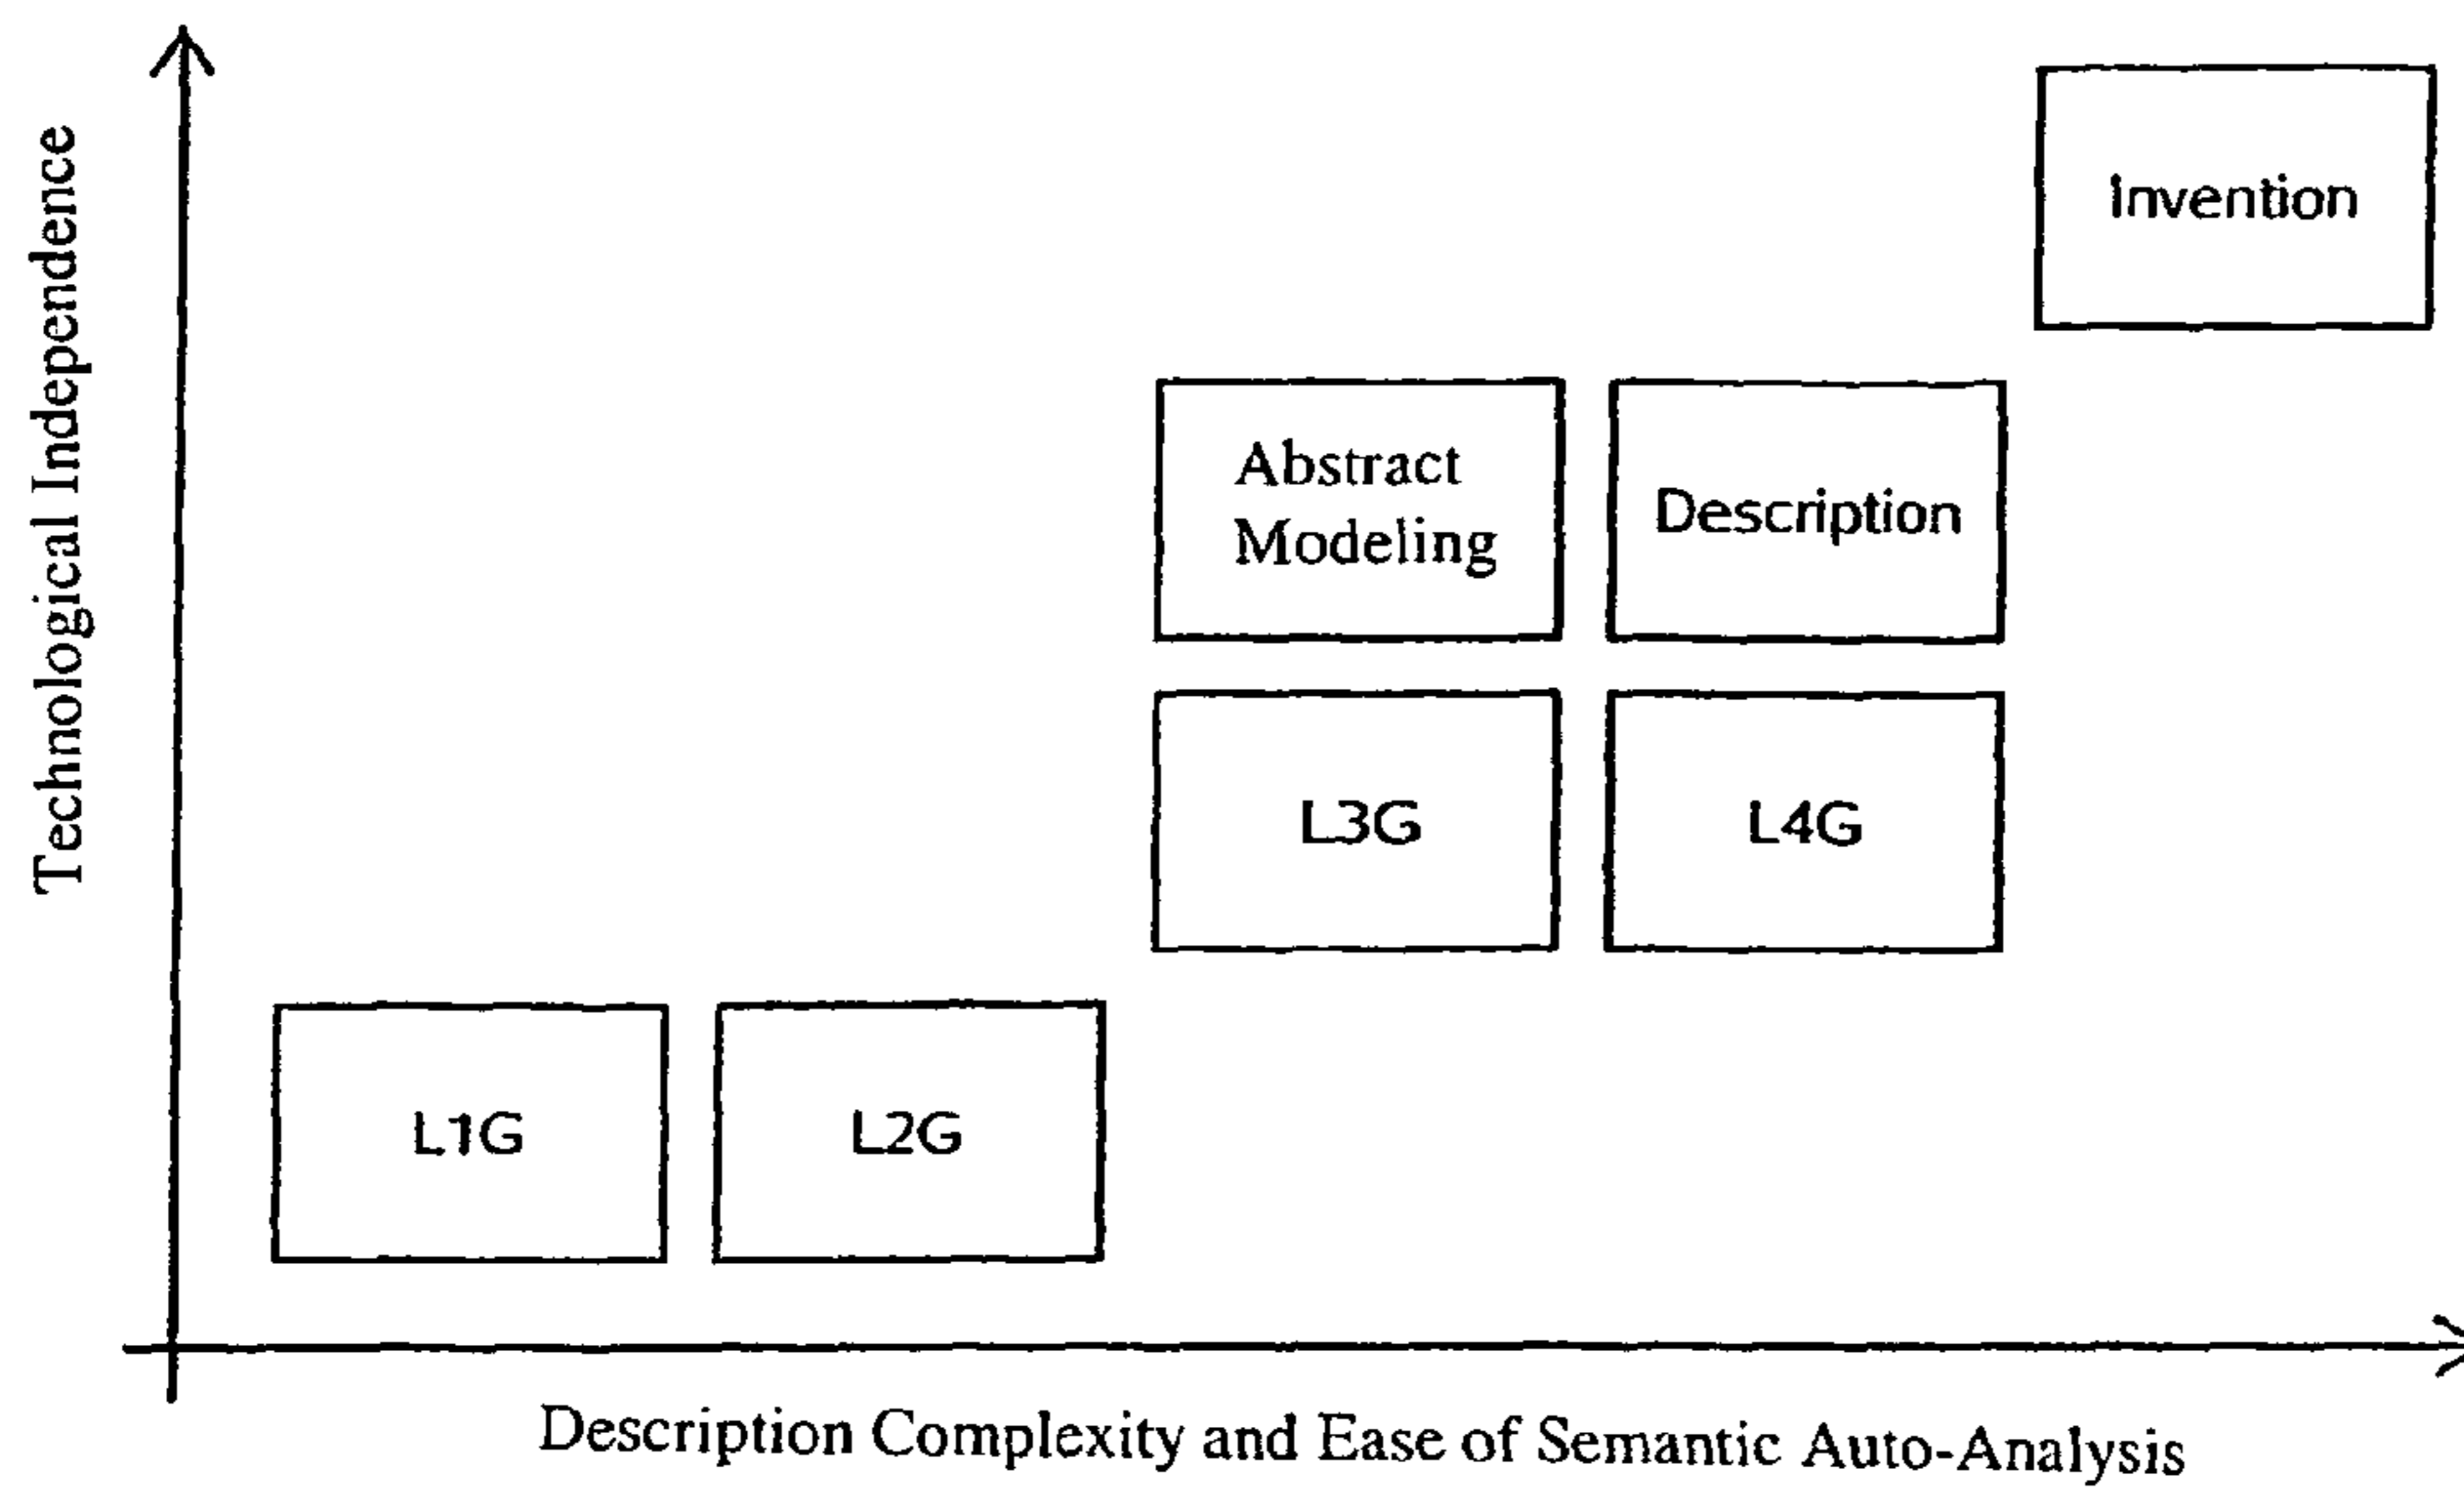 Technological Independence
Invention
Abstract
Modeling
Description
L3G
L4G
L1G
L2G
Description Complexity and Ease of Semantic Auto-Analysis